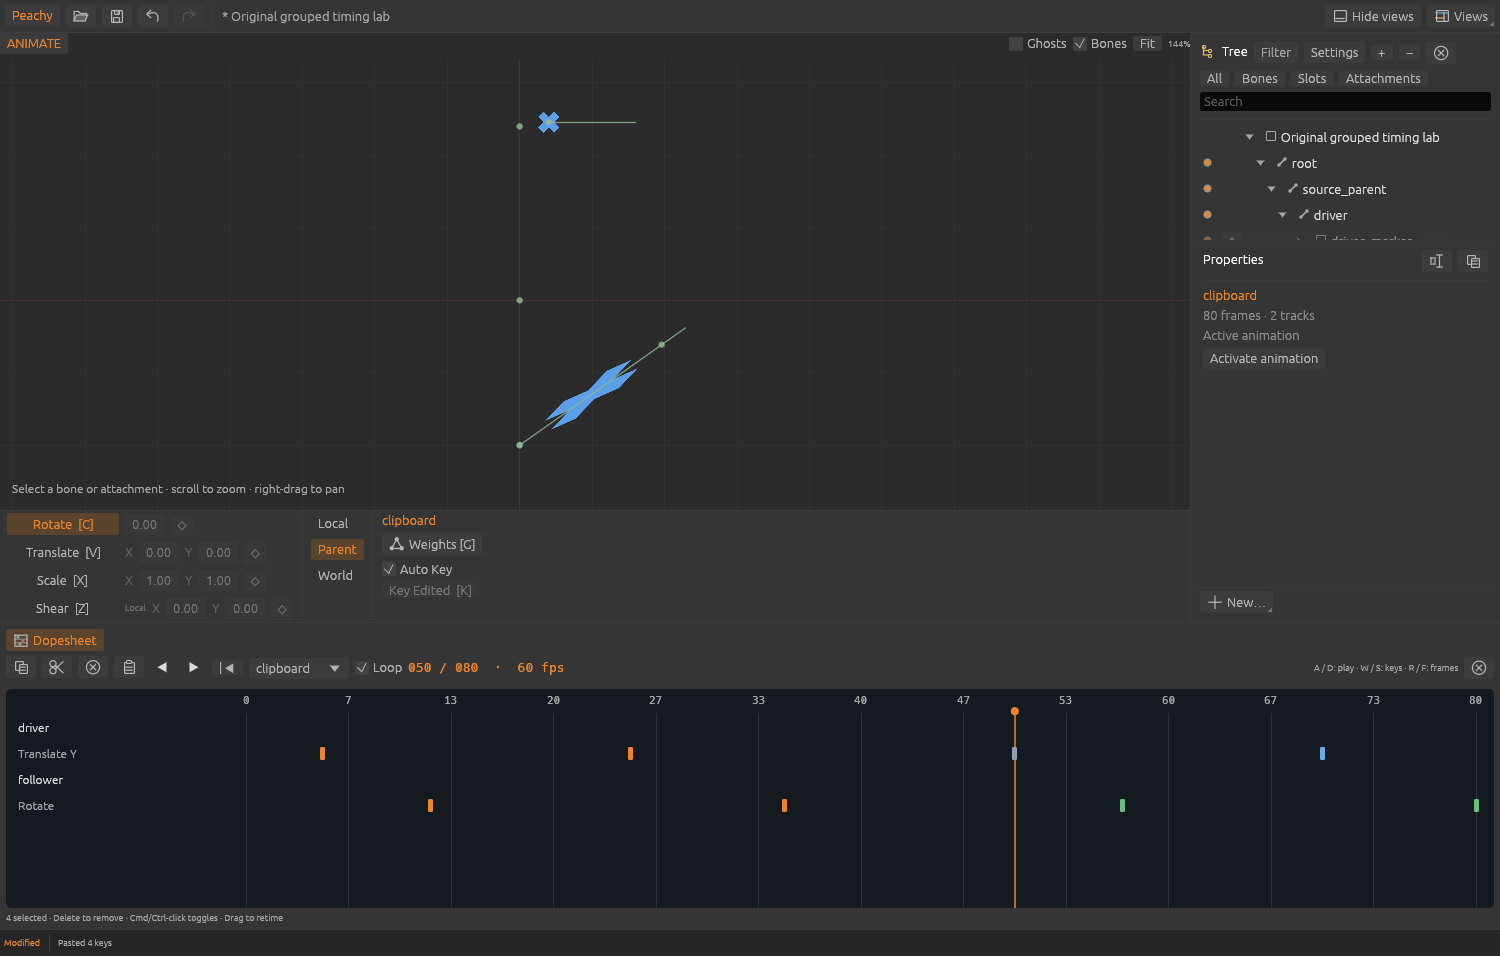 Peachy * Original grouped timing lab Hide views Views
ANIMATE Ghosts Bones Fit 144%
Tree Filter Settings + −
All Bones Slots Attachments
Search
Original grouped timing lab
root
source_parent
driver
Properties
clipboard
80 frames · 2 tracks
Active animation
Activate animation
New...
Select a bone or attachment · scroll to zoom · right-drag to pan
Rotate [C] 0.00
Translate [V] X 0.00 Y 0.00
Scale [X] X 1.00 Y 1.00
Shear [Z] Local X 0.00 Y 0.00
Local
Parent
World
clipboard
Weights [G]
Auto Key
Key Edited [K]
Dopesheet
clipboard Loop 050 / 080 · 60 fps A / D: play · W / S: keys · R / F: frames
0 7 13 20 27 33 40 47 53 60 67 73 80
driver
Translate Y
follower
Rotate
4 selected · Delete to remove · Cmd/Ctrl-click toggles · Drag to retime
Modified Pasted 4 keys